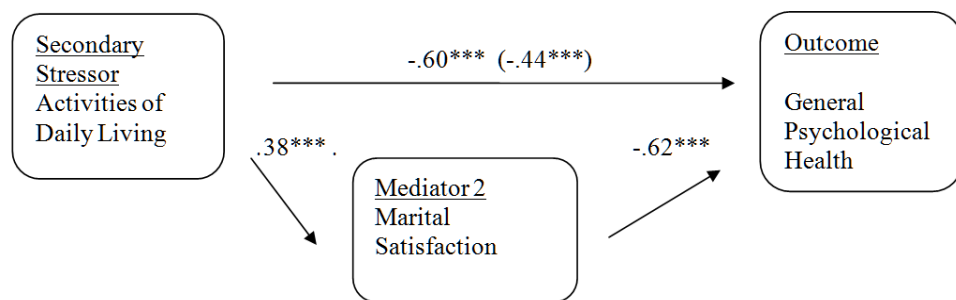 Secondary
Stressor
Activities of
Daily Living
-.60*** (-.44***)
Outcome
General
Psychological
Health
.38*** .
-.62***
Mediator 2
Marital
Satisfaction